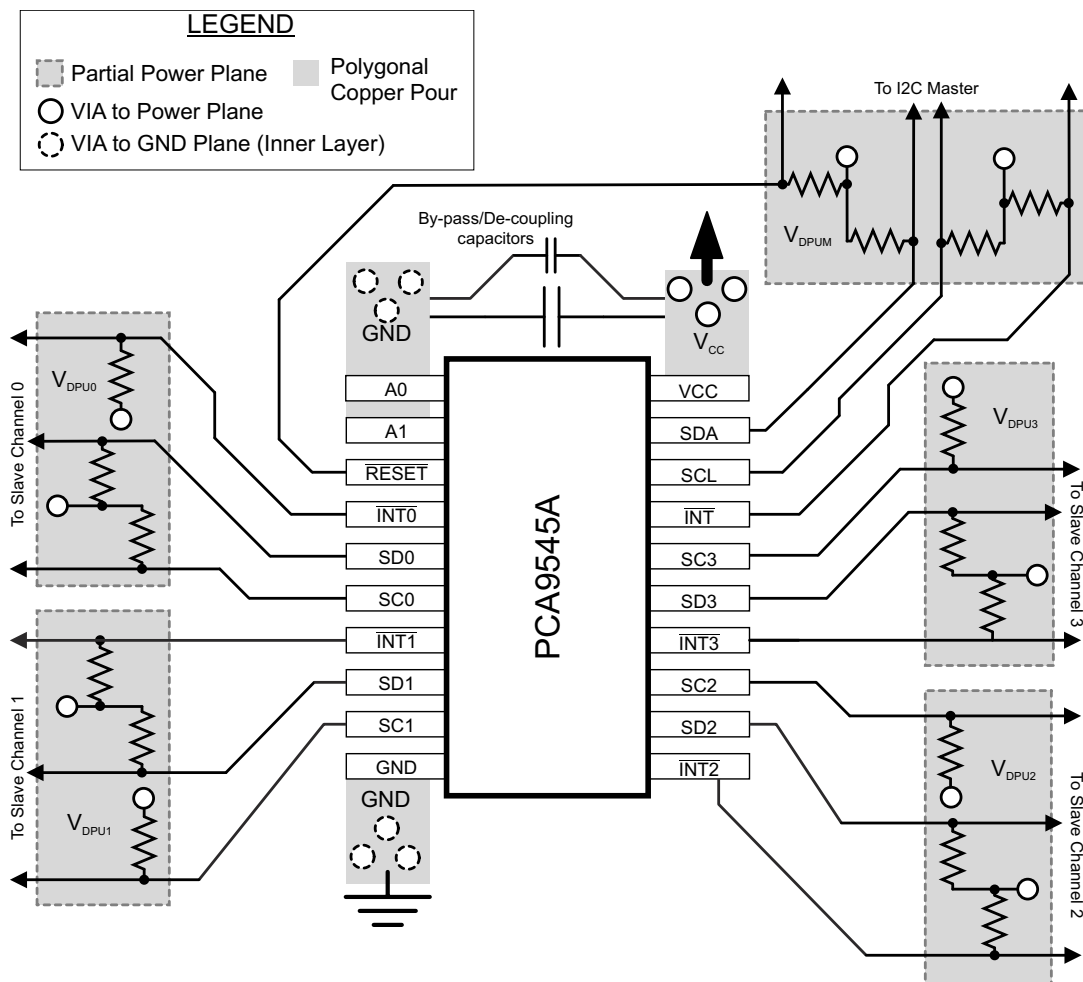 LEGEND
Partial Power Plane
Polygonal
Copper Pour
VIA to Power Plane
VIA to GND Plane (Inner Layer)
To I2C Master
By-pass/De-coupling
capacitors
VDPUM
GND
VCC
VDPU0
To Slave Channel 0
VDPU1
To Slave Channel 1
A0
A1
RESET
INT0
SD0
SC0
INT1
SD1
SC1
GND
GND
PCA9545A
VCC
SDA
SCL
INT
SC3
SD3
INT3
SC2
SD2
INT2
VDPU3
To Slave Channel 3
VDPU2
To Slave Channel 2